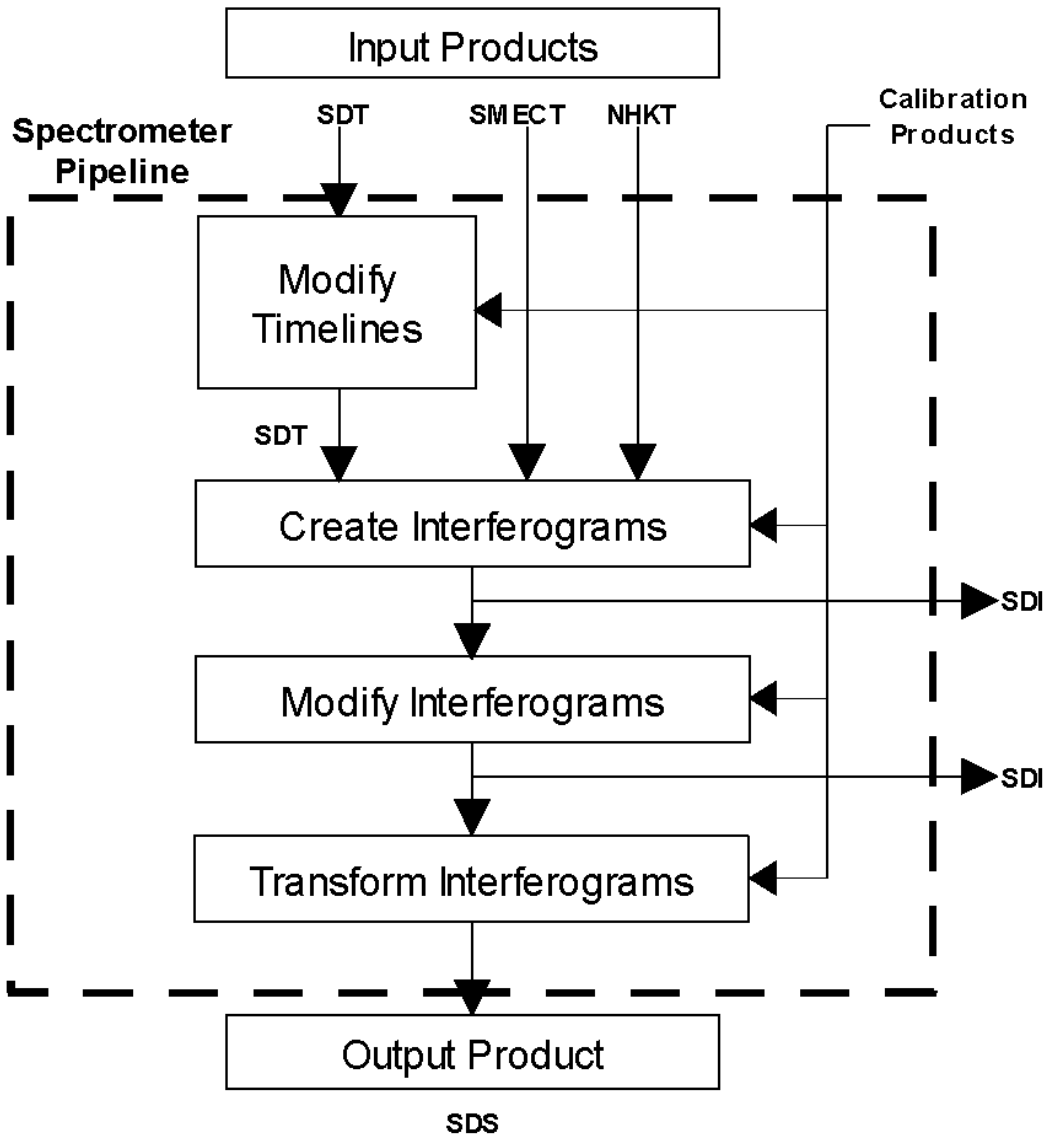 Input Products
SDT
SMECT
NHKT
Calibration
Products
Spectrometer
Pipeline
Modify
Timelines
SDT
Create Interferograms
SDI
Modify Interferograms
SDI
Transform Interferograms
Output Product
SDS